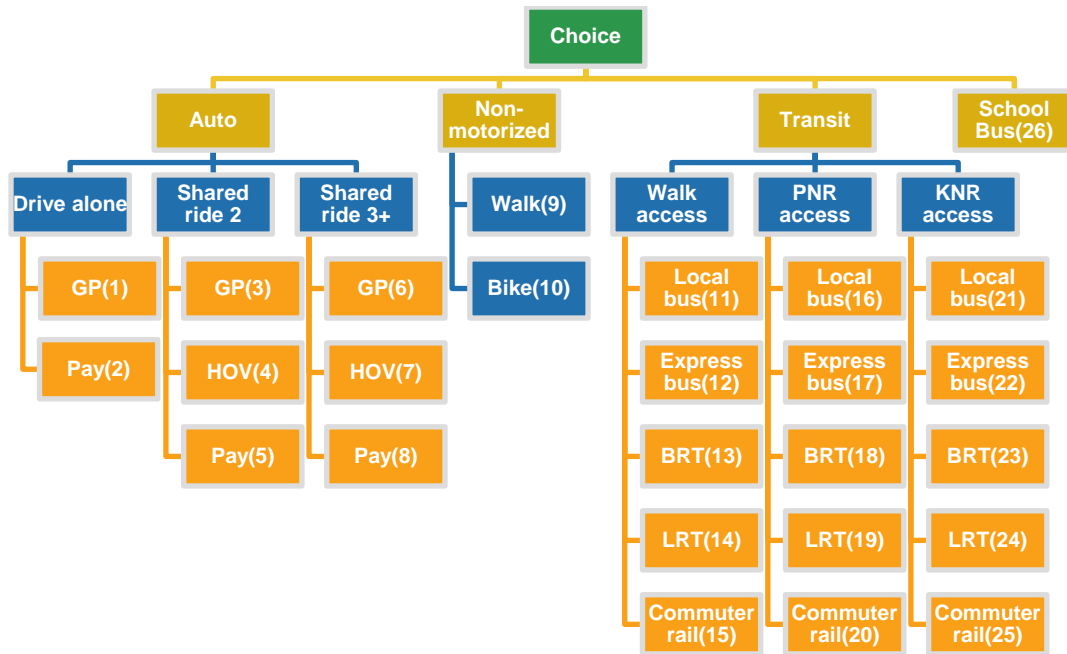 Choice
Auto
Non-
motorized
Transit
School
Bus(26)
Drive alone
Shared
ride 2
Shared
ride 3+
Walk(9)
Bike(10)
Walk
access
PNR
access
KNR
access
GP(1)
Pay(2)
GP(3)
HOV(4)
Pay(5)
GP(6)
HOV(7)
Pay(8)
Local
bus(11)
Express
bus(12)
BRT(13)
LRT(14)
Commuter
rail(15)
Local
bus(16)
Express
bus(17)
BRT(18)
LRT(19)
Commuter
rail(20)
Local
bus(21)
Express
bus(22)
BRT(23)
LRT(24)
Commuter
rail(25)